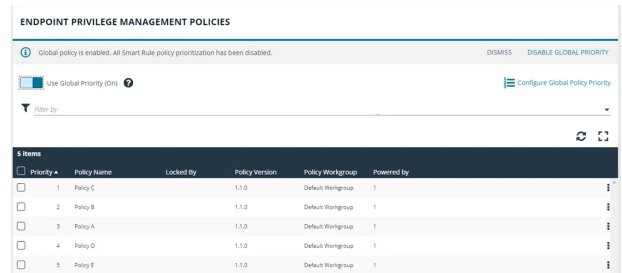 ENDPOINT PRIVILEGE MANAGEMENT POLICIES
Global policy is enabled. All Smart Rule policy prioritization has been disabled. DISMISS DISABLE GLOBAL PRIORITY
Use Global Priority (On) ? Configure Global Policy Priority
Filter by
5 items
Priority Policy Name Locked By Policy Version Policy Workgroup Powered by
1 Policy C 1.1.0 Default Workgroup 1
2 Policy B 1.1.0 Default Workgroup 1
3 Policy A 1.1.0 Default Workgroup 1
4 Policy D 1.1.0 Default Workgroup 1
5 Policy E 1.1.0 Default Workgroup 1